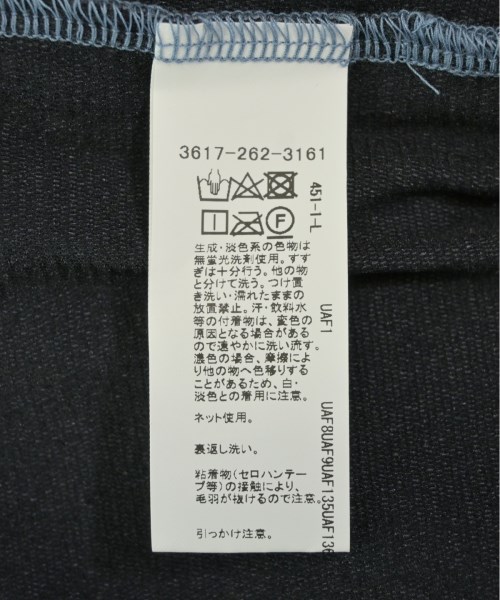 3617-262-3161
451-1-L
F
生成・淡色系の色物は
無蛍光洗剤使用。すす
ぎは十分行う。他の物
と分けて洗う。つけ置
き洗い・濡れたままの
放置禁止。汗・飲料水
等の付着物は、変色の
原因となる場合がある
ので速やかに洗い流す。
濃色の場合、摩擦によ
り他の物へ色移りする
ことがあるため、白・
淡色との着用に注意。
ネット使用。
裏返し洗い。
粘着物(セロハンテー
プ等)の接触により、
毛羽が抜けるので注意。
引っかけ注意。
UAF1
UAF8UAF9UAF135UAF136